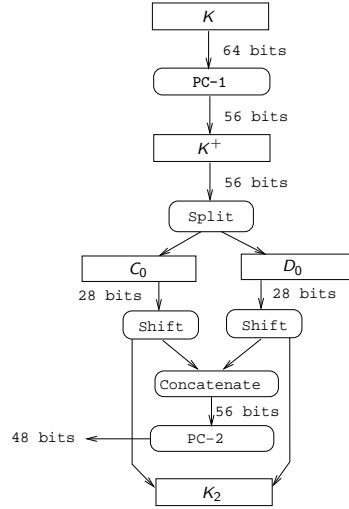 K
64 bits
PC-1
56 bits
K+
56 bits
Split
C0
D0
28 bits
28 bits
Shift
Shift
Concatenate
56 bits
48 bits
PC-2
K2